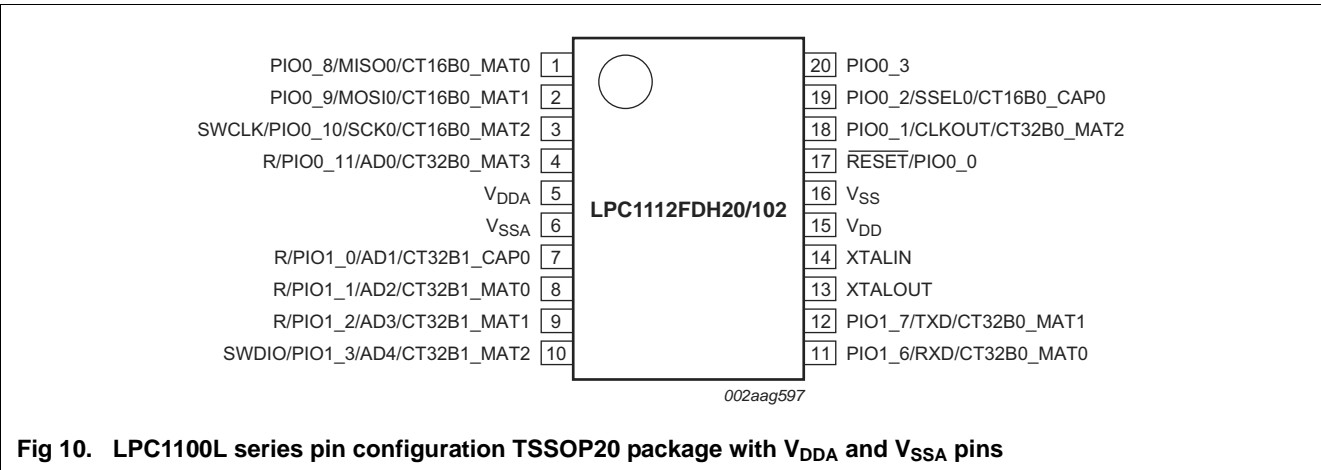 PIO0_8/MISO0/CT16B0_MAT0 1
PIO0_9/MOSI0/CT16B0_MAT1 2
SWCLK/PIO0_10/SCK0/CT16B0_MAT2 3
R/PIO0_11/AD0/CT32B0_MAT3 4
VDDA 5
VSSA 6
R/PIO1_0/AD1/CT32B1_CAP0 7
R/PIO1_1/AD2/CT32B1_MAT0 8
R/PIO1_2/AD3/CT32B1_MAT1 9
SWDIO/PIO1_3/AD4/CT32B1_MAT2 10
LPC1112FDH20/102
20 PIO0_3
19 PIO0_2/SSEL0/CT16B0_CAP0
18 PIO0_1/CLKOUT/CT32B0_MAT2
17 RESET/PIO0_0
16 VSS
15 VDD
14 XTALIN
13 XTALOUT
12 PIO1_7/TXD/CT32B0_MAT1
11 PIO1_6/RXD/CT32B0_MAT0
002aag597
Fig 10. LPC1100L series pin configuration TSSOP20 package with VDDA and VSSA pins